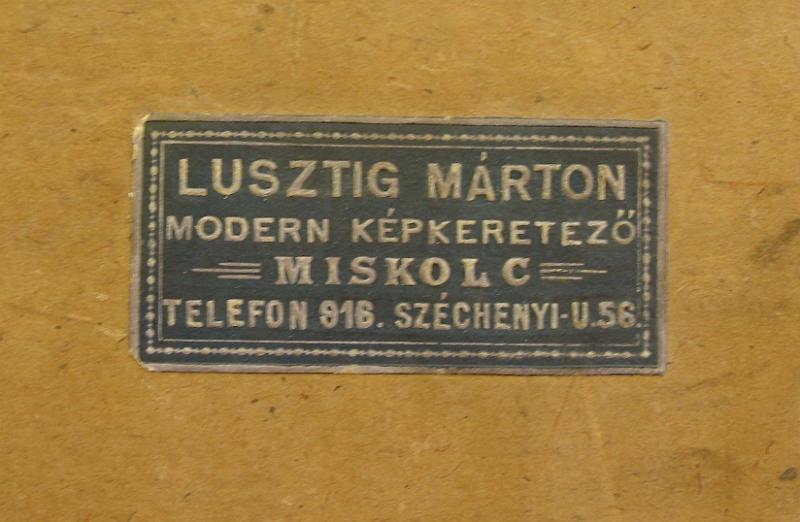 LUSZTIG MÁRTON
MODERN KÉPKERETEZŐ
MISKOLC
TELEFON 916. SZÉCHENYI-U.56.